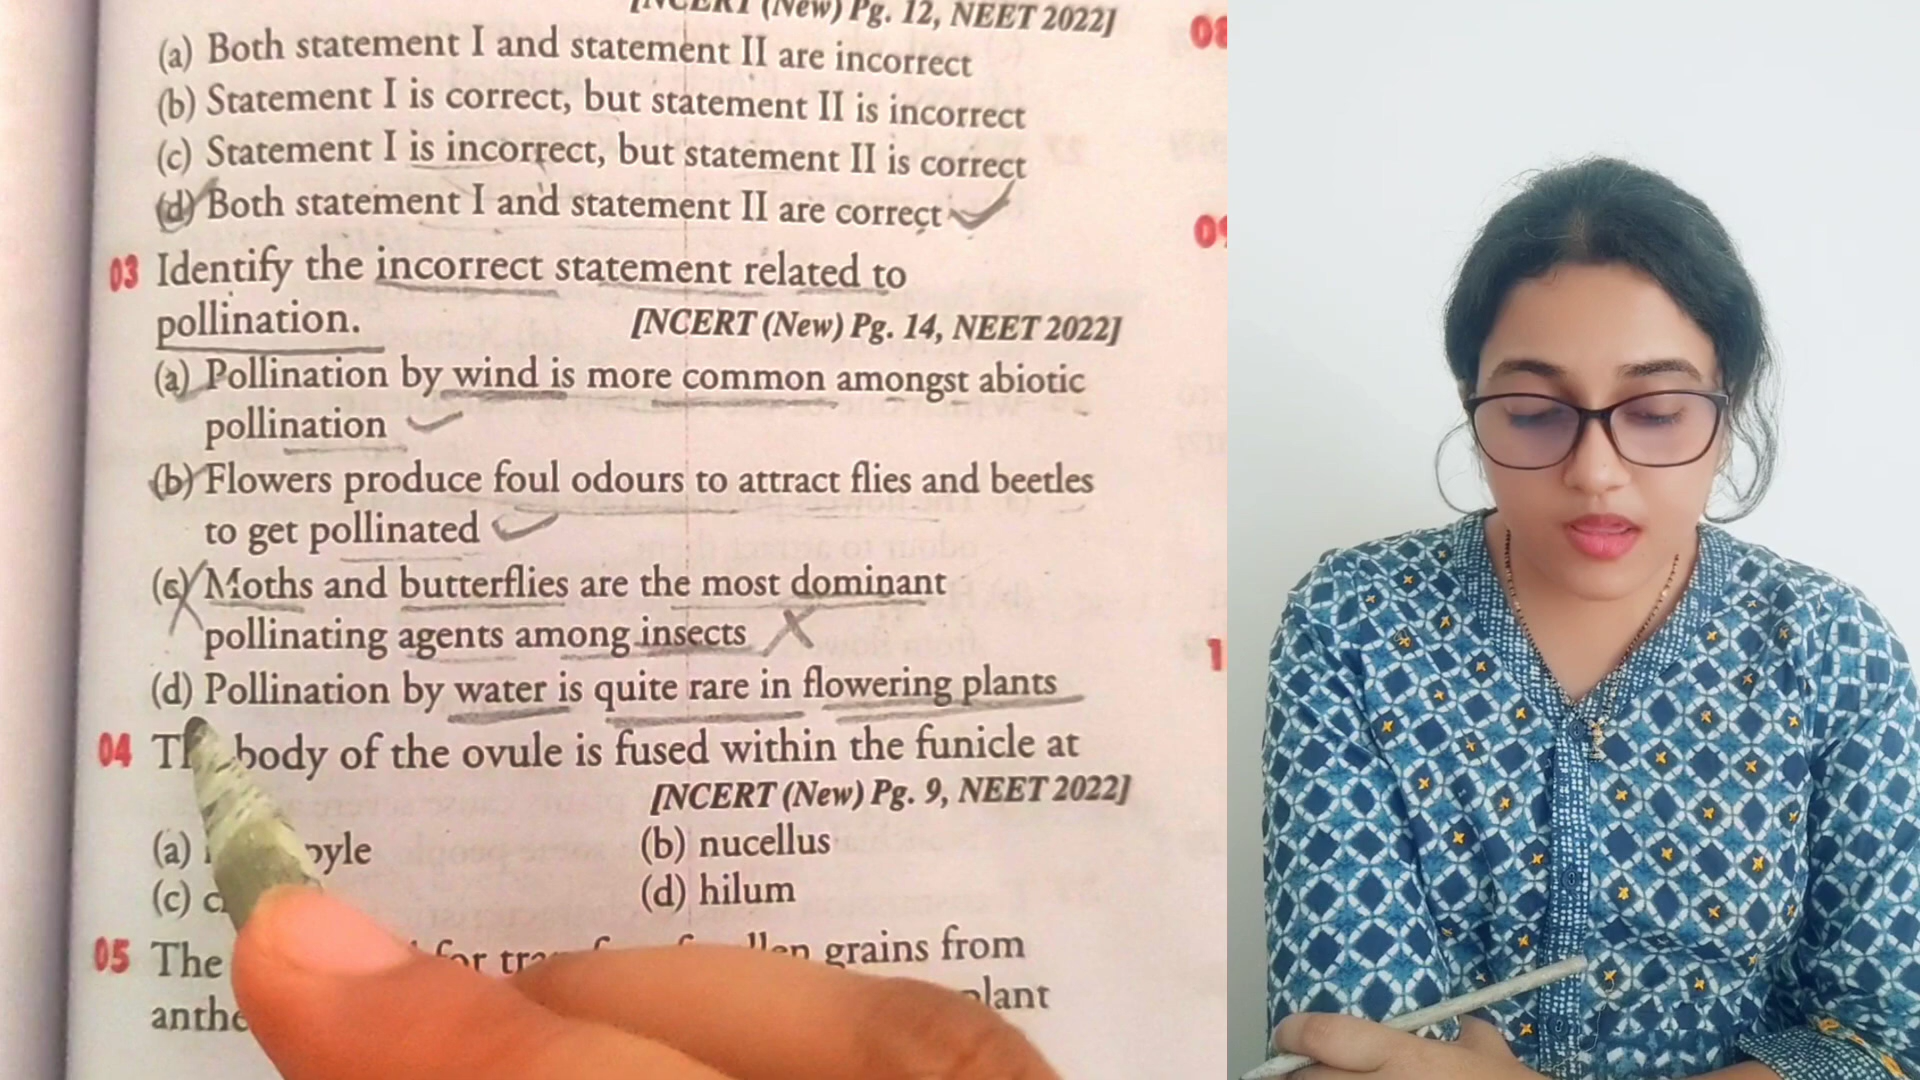 [NCERT (New) Pg. 12, NEET 2022]
(a) Both statement I and statement II are incorrect
(b) Statement I is correct, but statement II is incorrect
(c) Statement I is incorrect, but statement II is correct
(d) Both statement I and statement II are correct
03 Identify the incorrect statement related to
pollination. [NCERT (New) Pg. 14, NEET 2022]
(a) Pollination by wind is more common amongst abiotic
pollination
(b) Flowers produce foul odours to attract flies and beetles
to get pollinated
(c) Moths and butterflies are the most dominant
pollinating agents among insects
(d) Pollination by water is quite rare in flowering plants
04 body of the ovule is fused within the funicle at
[NCERT (New) Pg. 9, NEET 2022]
(a) (b) nucellus
(c) (d) hilum
05 The for grains from
08
09
1